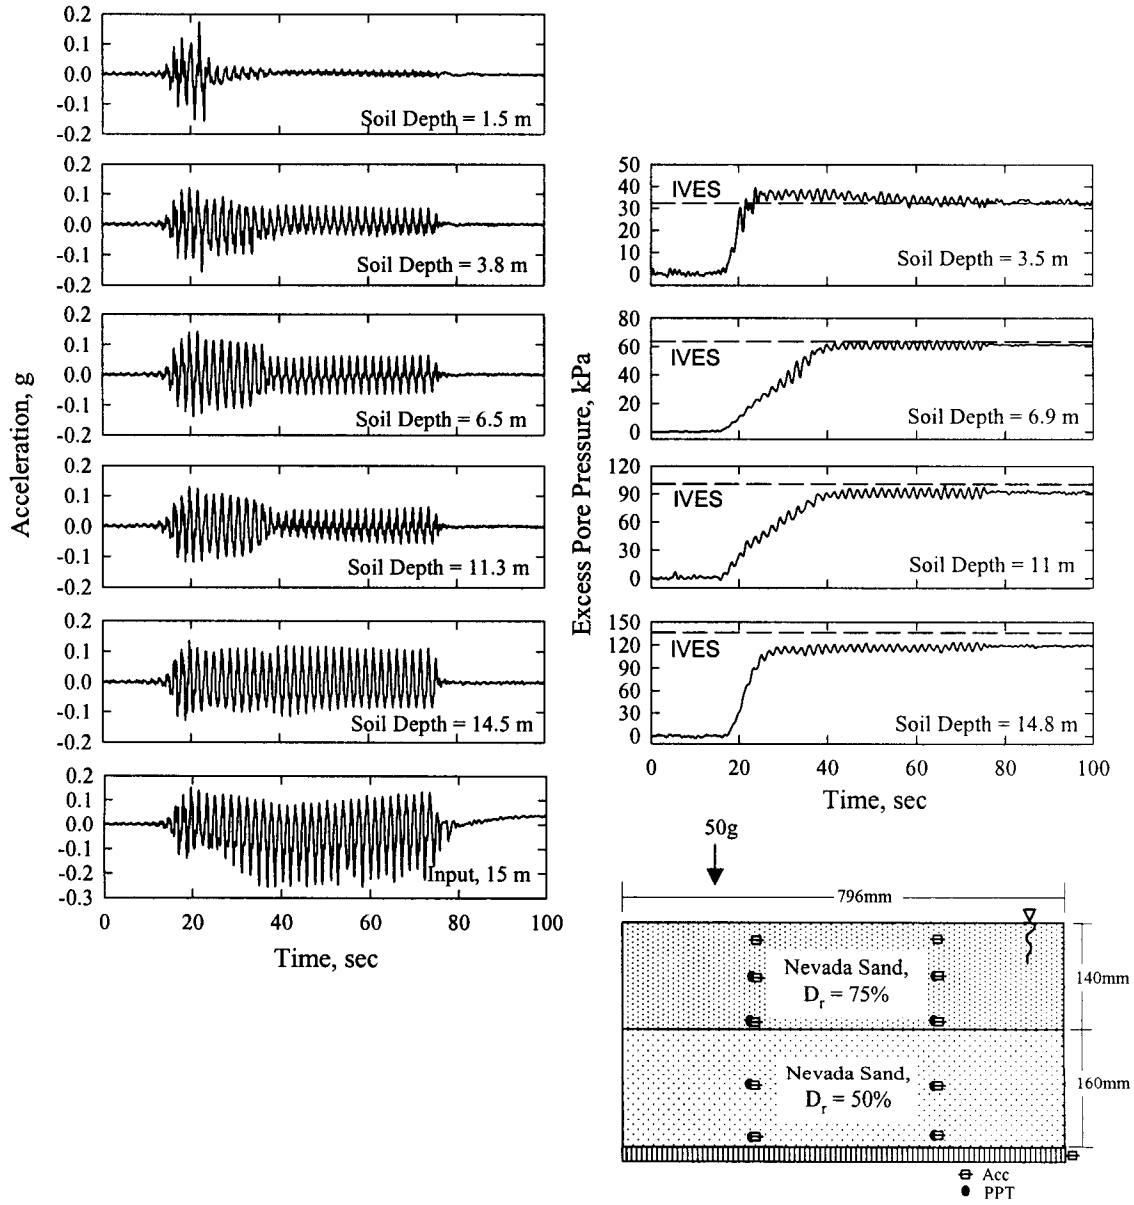 0.2
0.1
0.0
-0.1
-0.2
Soil Depth = 1.5 m
0.2
0.1
0.0
-0.1
-0.2
Soil Depth = 3.8 m
0.2
0.1
0.0
-0.1
-0.2
Soil Depth = 6.5 m
0.2
0.1
0.0
-0.1
-0.2
Soil Depth = 11.3 m
0.2
0.1
0.0
-0.1
-0.2
Soil Depth = 14.5 m
0.2
0.1
0.0
-0.1
-0.2
-0.3
Input, 15 m
0 20 40 60 80 100
Time, sec
Acceleration, g
50
40
30
20
10
0
IVES
Soil Depth = 3.5 m
80
60
40
20
0
IVES
Soil Depth = 6.9 m
120
90
60
30
0
IVES
Soil Depth = 11 m
150
120
90
60
30
0
IVES
Soil Depth = 14.8 m
0 20 40 60 80 100
Time, sec
Excess Pore Pressure, kPa
50g
796mm
Nevada Sand,
Dr = 75%
140mm
Nevada Sand,
Dr = 50%
160mm
Acc
PPT